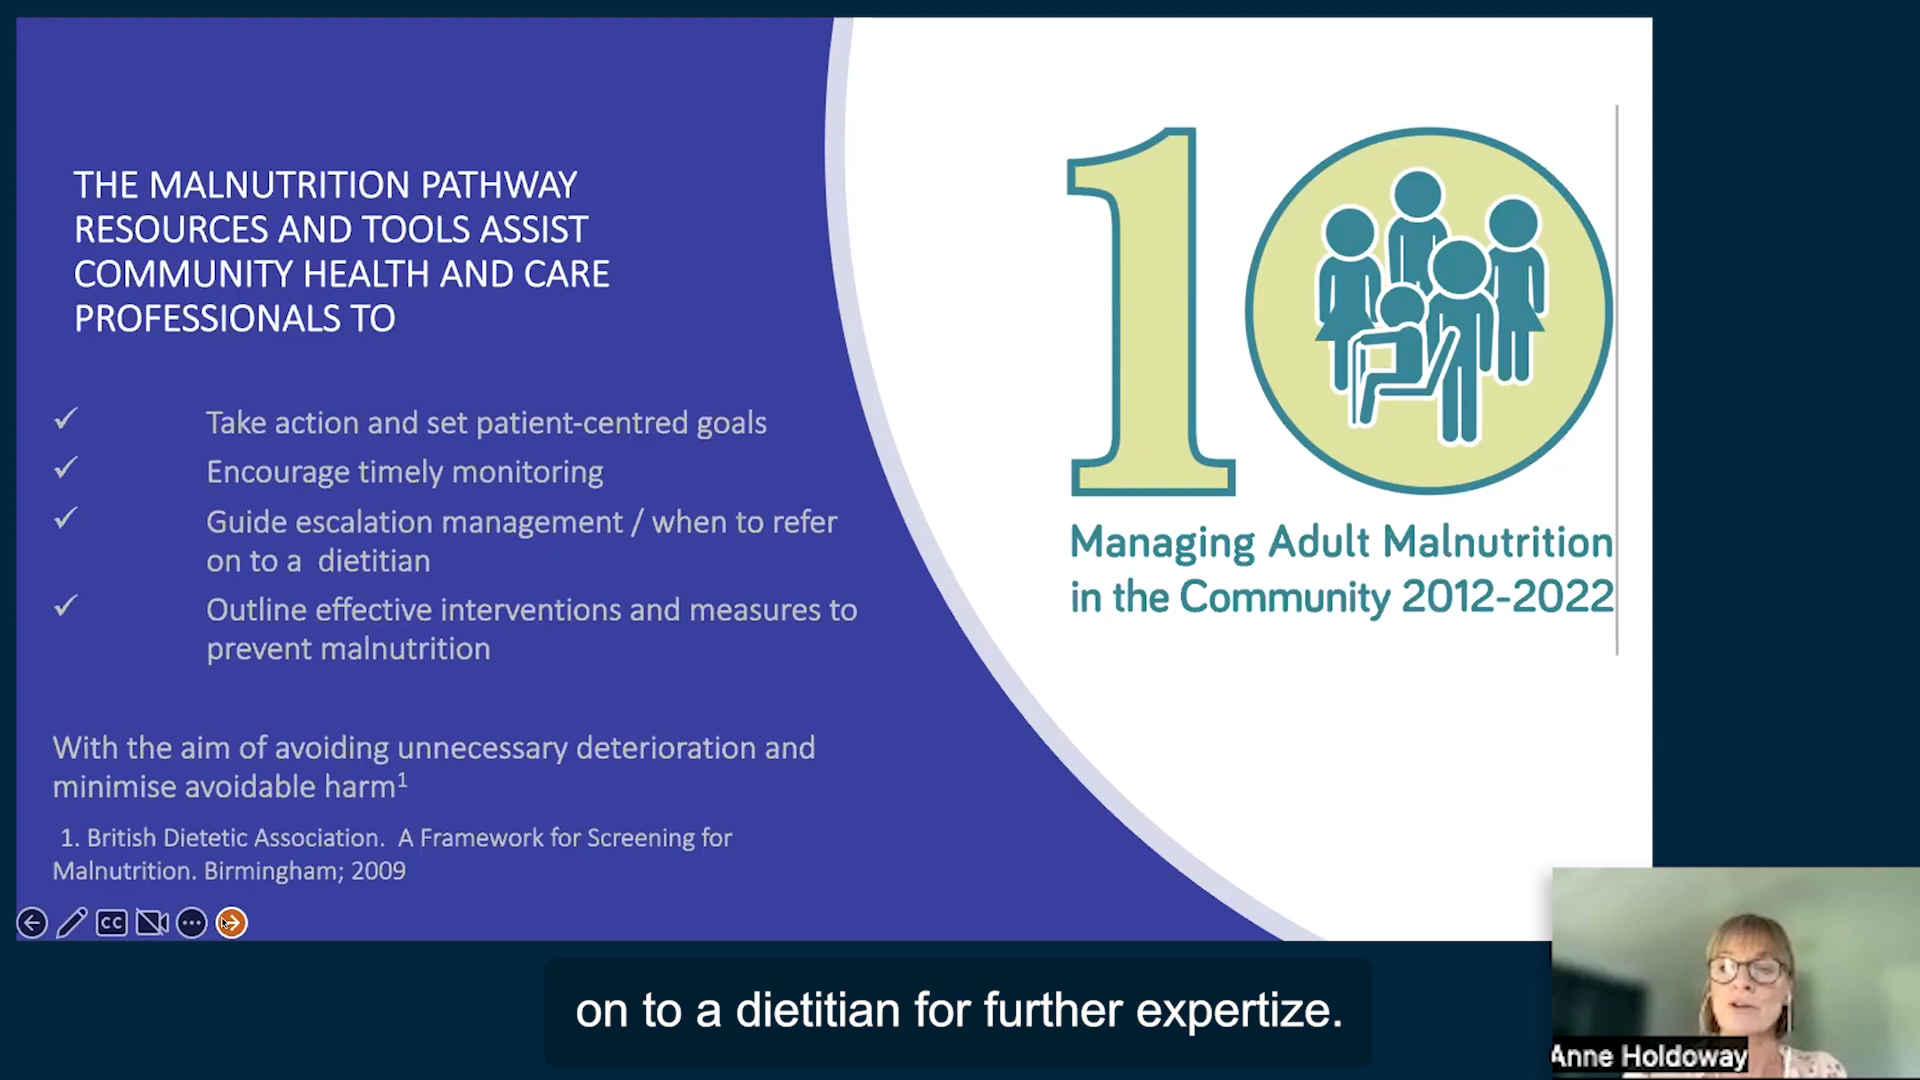 THE MALNUTRITION PATHWAY
RESOURCES AND TOOLS ASSIST
COMMUNITY HEALTH AND CARE
PROFESSIONALS TO
✓ Take action and set patient-centred goals
✓ Encourage timely monitoring
✓ Guide escalation management / when to refer
on to a dietitian
✓ Outline effective interventions and measures to
prevent malnutrition
With the aim of avoiding unnecessary deterioration and
minimise avoidable harm¹
1. British Dietetic Association. A Framework for Screening for
Malnutrition. Birmingham; 2009
CC
10
Managing Adult Malnutrition
in the Community 2012-2022
on to a dietitian for further expertize.
Anne Holdoway